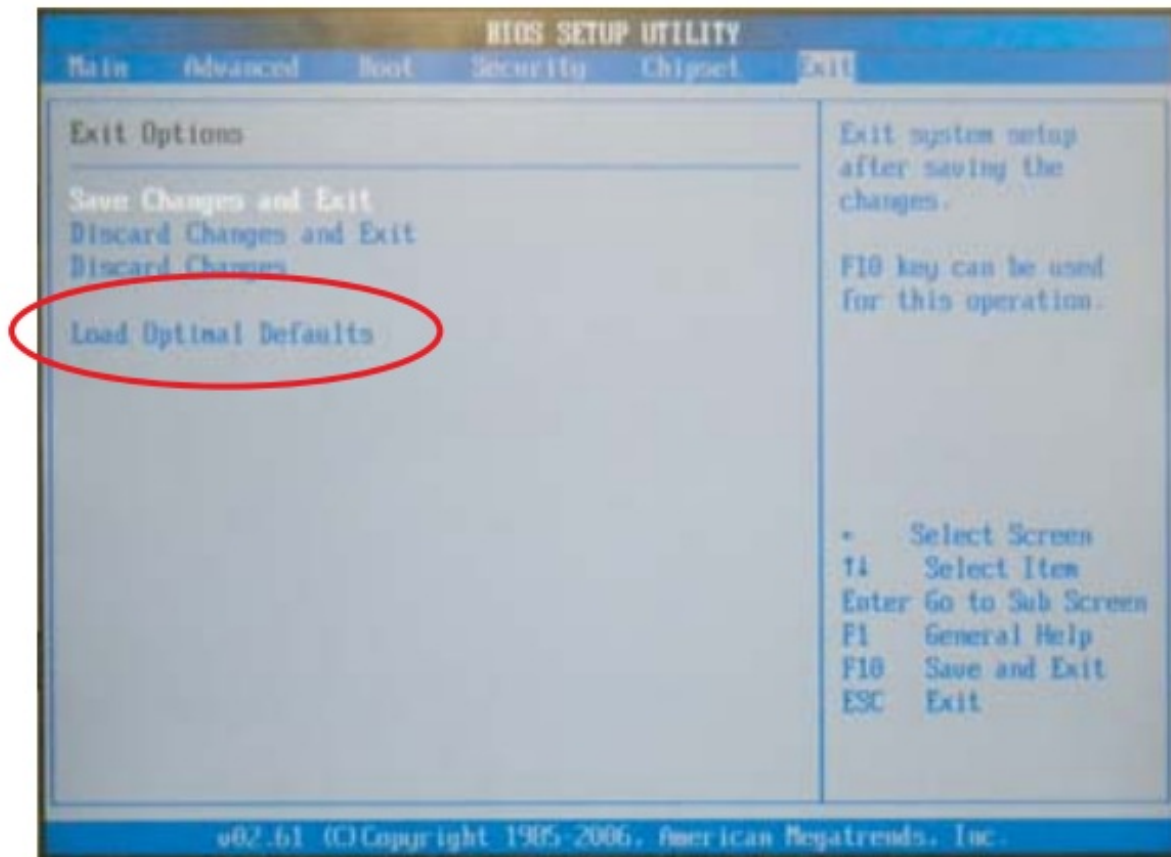 BIOS SETUP UTILITY
Main Advanced Boot Security Chipset Exit
Exit Options
Save Changes and Exit
Discard Changes and Exit
Discard Changes
Load Optimal Defaults
Exit system setup
after saving the
changes.
F10 key can be used
for this operation.
← Select Screen
↑↓ Select Item
Enter Go to Sub Screen
F1 General Help
F10 Save and Exit
ESC Exit
v02.61 (C)Copyright 1985-2006, American Megatrends, Inc.